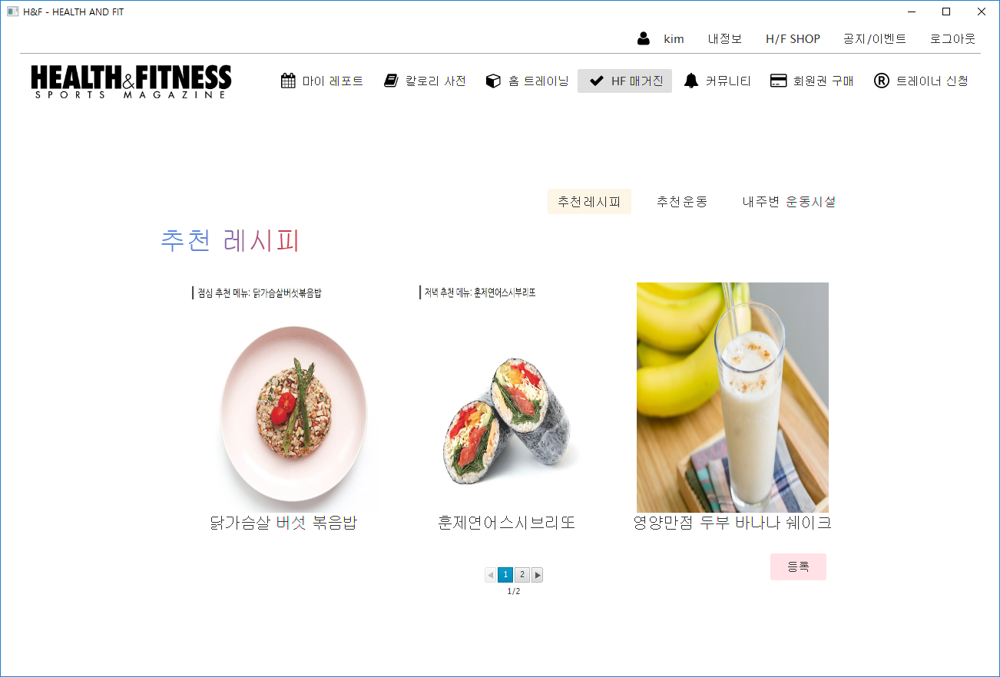 H&F - HEALTH AND FIT
kim 내정보 H/F SHOP 공지/이벤트 로그아웃
HEALTH&FITNESS
SPORTS MAGAZINE
마이 레포트 칼로리 사전 홈 트레이닝 HF 매거진 커뮤니티 회원권 구매 트레이너 신청
추천레시피 추천운동 내주변 운동시설
추천 레시피
점심 추천 메뉴: 닭가슴살버섯볶음밥
저녁 추천 메뉴: 훈제연어스시부리또
닭가슴살 버섯 볶음밥
훈제연어스시브리또
영양만점 두부 바나나 쉐이크
등록
1 2
1/2